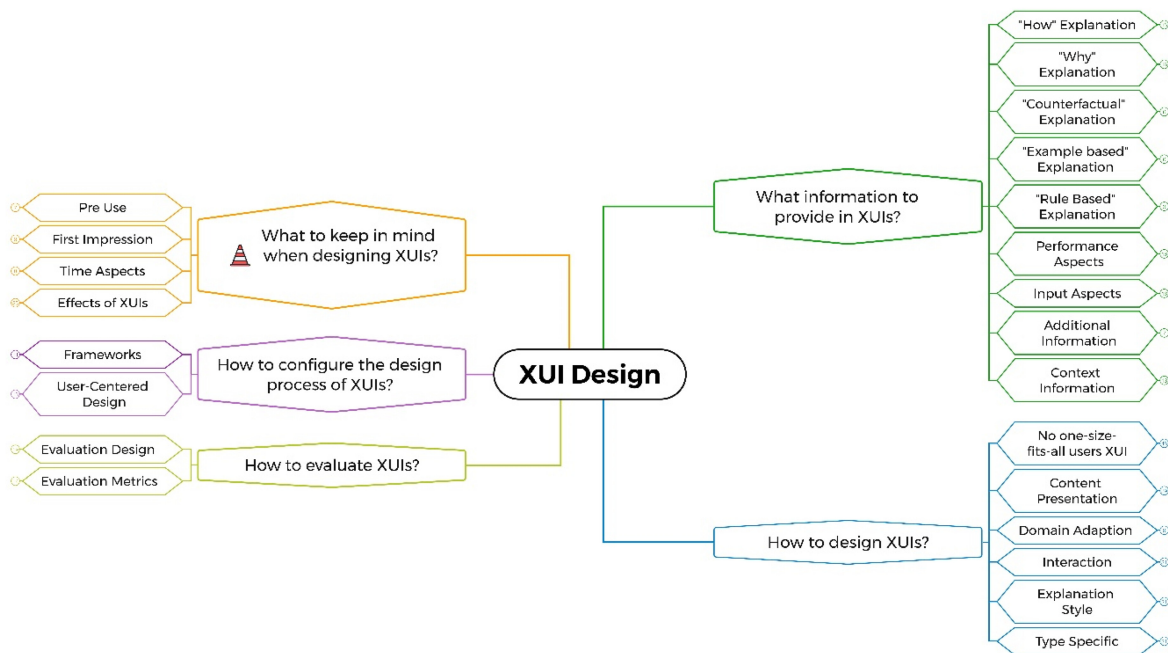 XUI Design
What to keep in mind
when designing XUIs?
Pre Use
First Impression
Time Aspects
Effects of XUIs
How to configure the design
process of XUIs?
Frameworks
User-Centered
Design
How to evaluate XUIs?
Evaluation Design
Evaluation Metrics
What information to
provide in XUIs?
"How" Explanation
"Why"
Explanation
"Counterfactual"
Explanation
"Example based"
Explanation
"Rule Based"
Explanation
Performance
Aspects
Input Aspects
Additional
Information
Context
Information
How to design XUIs?
No one-size-
fits-all users XUI
Content
Presentation
Domain Adaption
Interaction
Explanation
Style
Type Specific